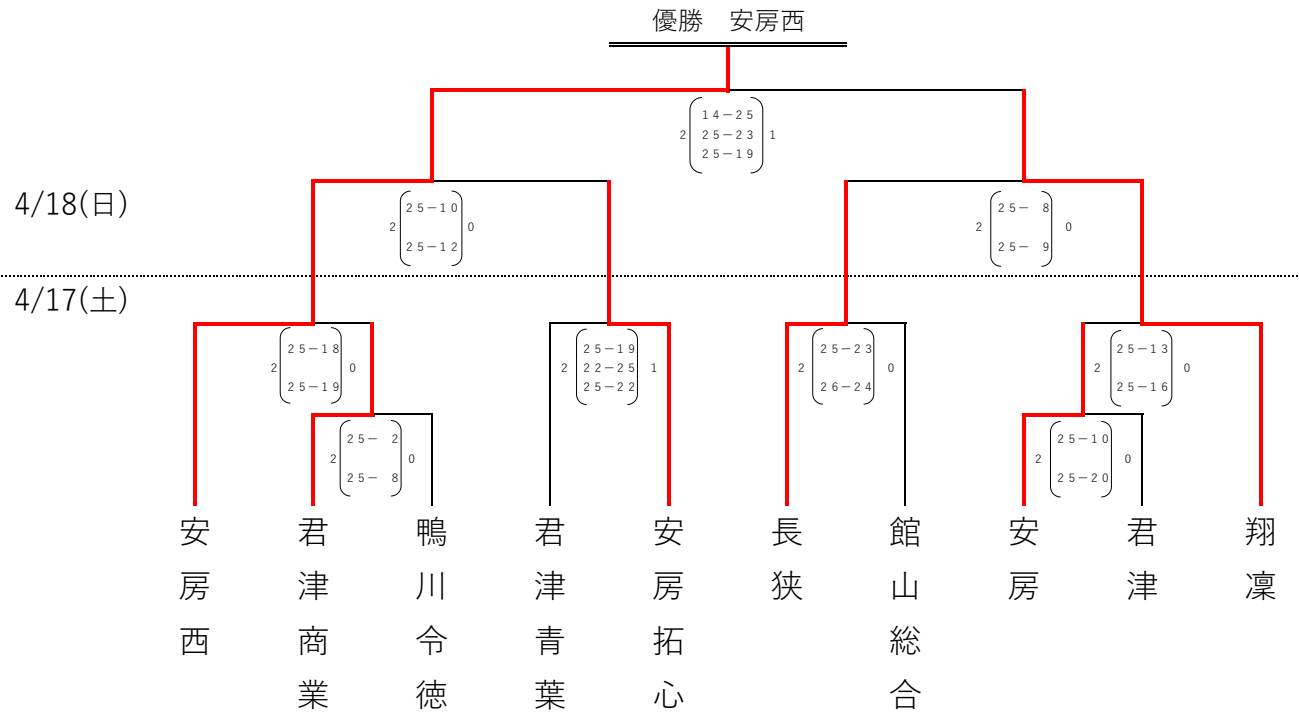 優勝　安房西
14－25
2 25－23 1
25－19
4/18(日)
25－10
2 0
25－12
25－ 8
2 0
25－ 9
4/17(土)
25－18
2 0
25－19
25－19
2 22－25 1
25－22
25－23
2 0
26－24
25－13
2 0
25－16
25－ 2
2 0
25－ 8
25－10
2 0
25－20
安房西
君津商業
鴨川令徳
君津青葉
安房拓心
長狭
館山総合
安房
君津
翔凜